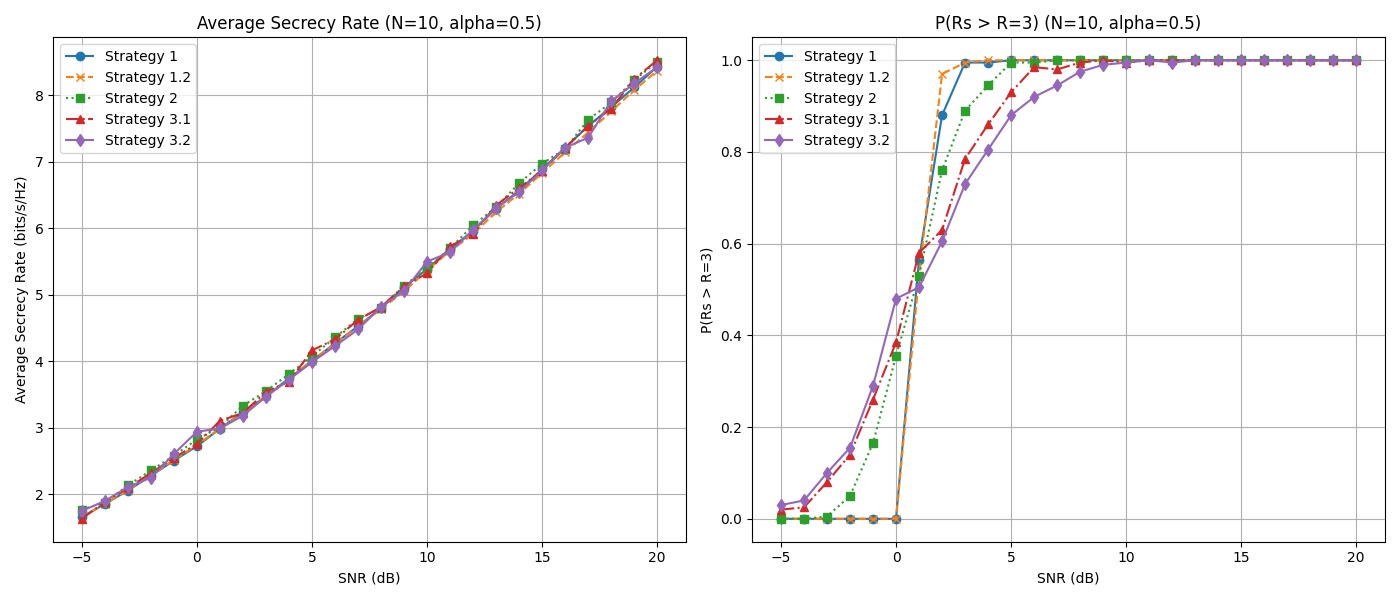 Average Secrecy Rate (N=10, alpha=0.5)
Strategy 1
Strategy 1.2
Strategy 2
Strategy 3.1
Strategy 3.2
Average Secrecy Rate (bits/s/Hz)
8
7
6
5
4
3
2
−5
0
5
10
15
20
SNR (dB)
P(Rs > R=3) (N=10, alpha=0.5)
Strategy 1
Strategy 1.2
Strategy 2
Strategy 3.1
Strategy 3.2
P(Rs > R=3)
1.0
0.8
0.6
0.4
0.2
0.0
−5
0
5
10
15
20
SNR (dB)